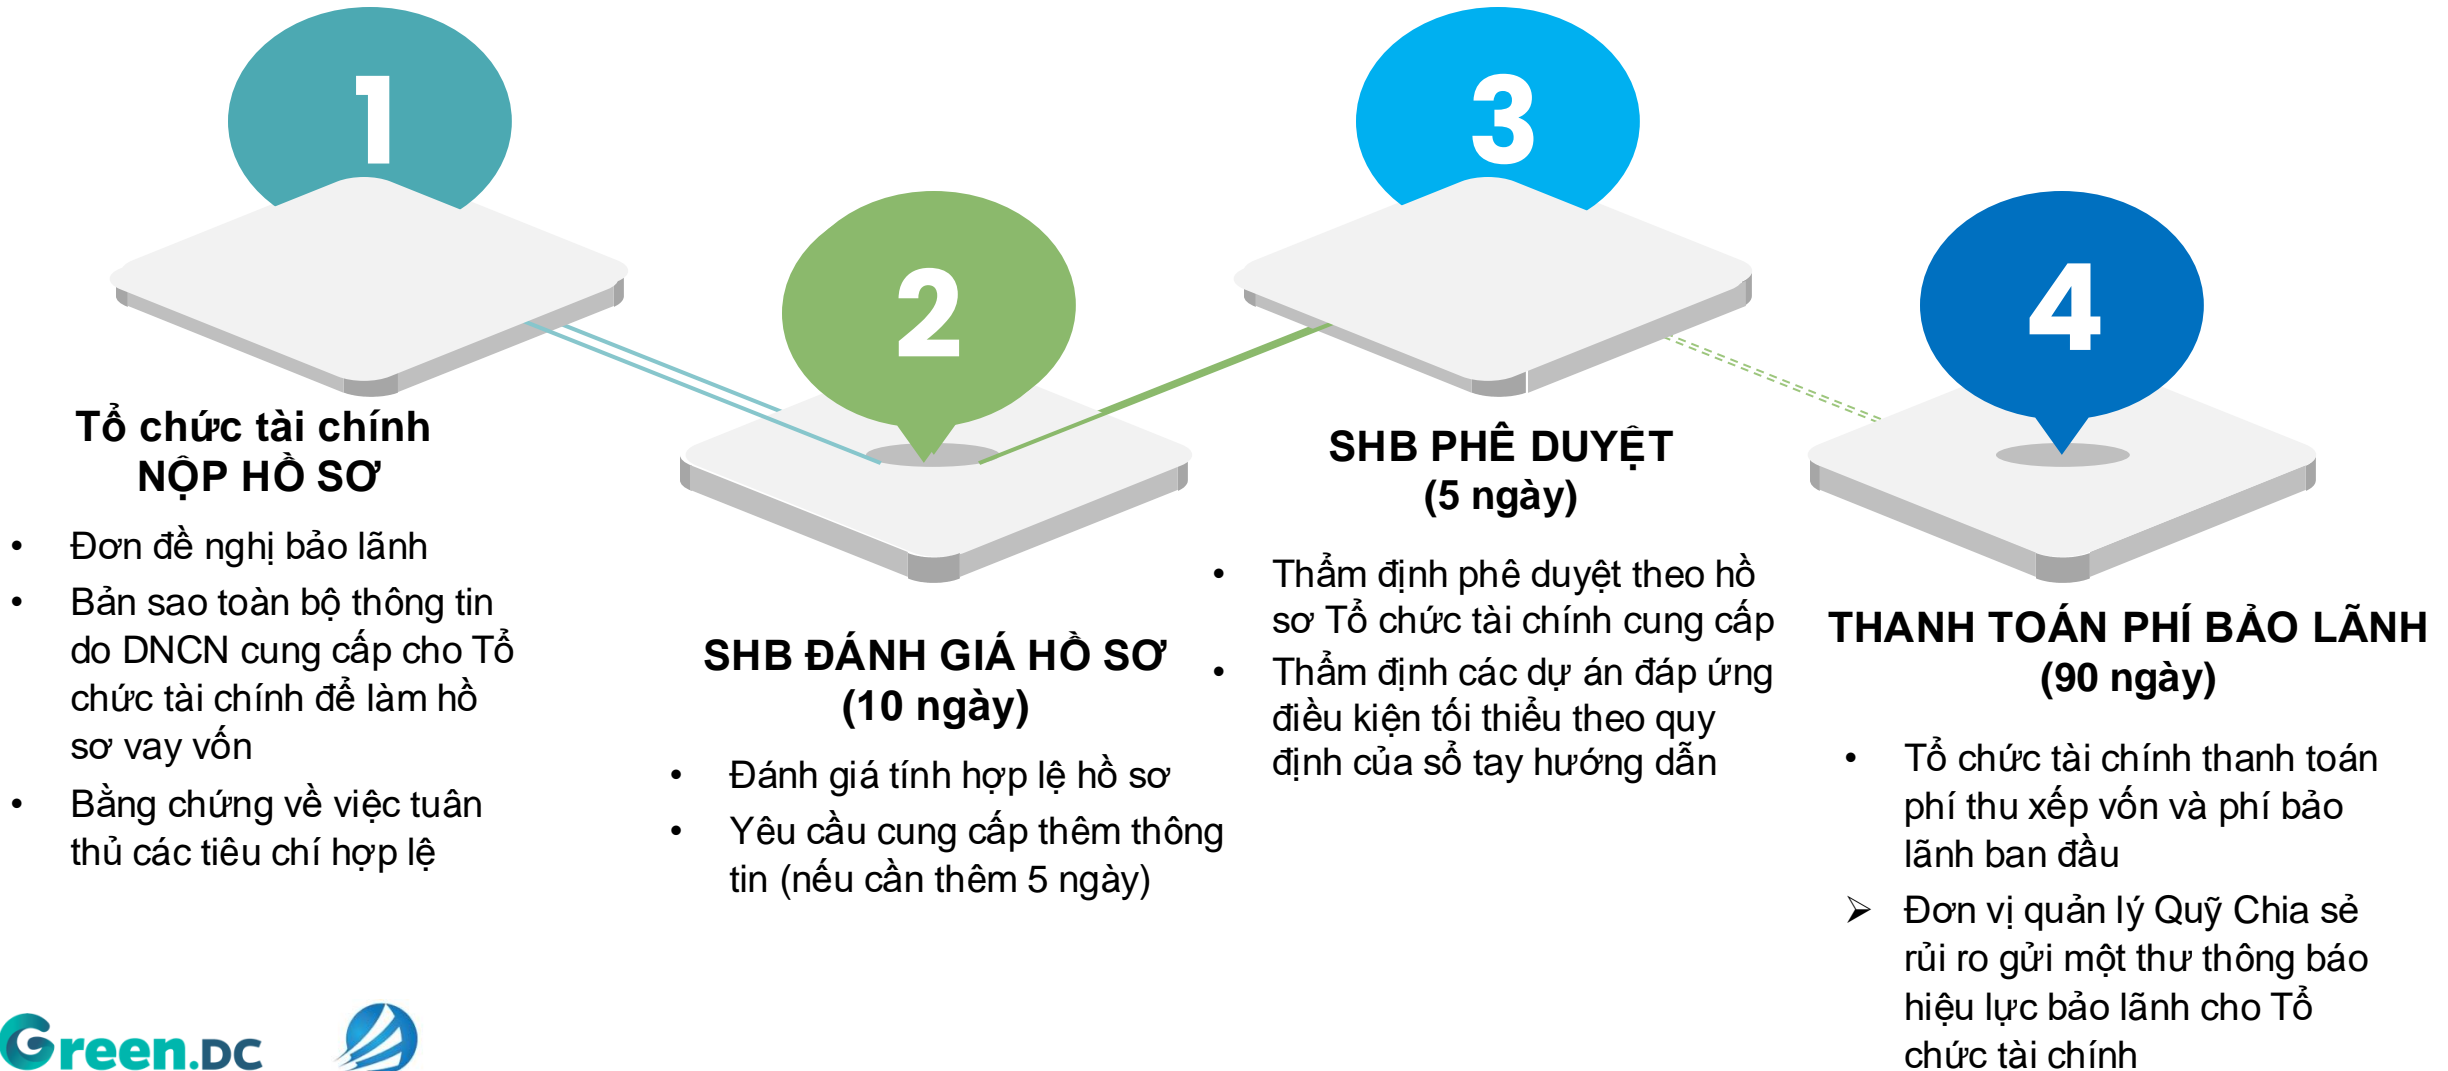 1
Tổ chức tài chính
NỘP HỒ SƠ
• Đơn đề nghị bảo lãnh
• Bản sao toàn bộ thông tin
do DNCN cung cấp cho Tổ
chức tài chính để làm hồ
sơ vay vốn
• Bằng chứng về việc tuân
thủ các tiêu chí hợp lệ
2
SHB ĐÁNH GIÁ HỒ SƠ
(10 ngày)
• Đánh giá tính hợp lệ hồ sơ
• Yêu cầu cung cấp thêm thông
tin (nếu cần thêm 5 ngày)
3
SHB PHÊ DUYỆT
(5 ngày)
• Thẩm định phê duyệt theo hồ
sơ Tổ chức tài chính cung cấp
• Thẩm định các dự án đáp ứng
điều kiện tối thiểu theo quy
định của sổ tay hướng dẫn
4
THANH TOÁN PHÍ BẢO LÃNH
(90 ngày)
• Tổ chức tài chính thanh toán
phí thu xếp vốn và phí bảo
lãnh ban đầu
➢ Đơn vị quản lý Quỹ Chia sẻ
rủi ro gửi một thư thông báo
hiệu lực bảo lãnh cho Tổ
chức tài chính
Green.DC